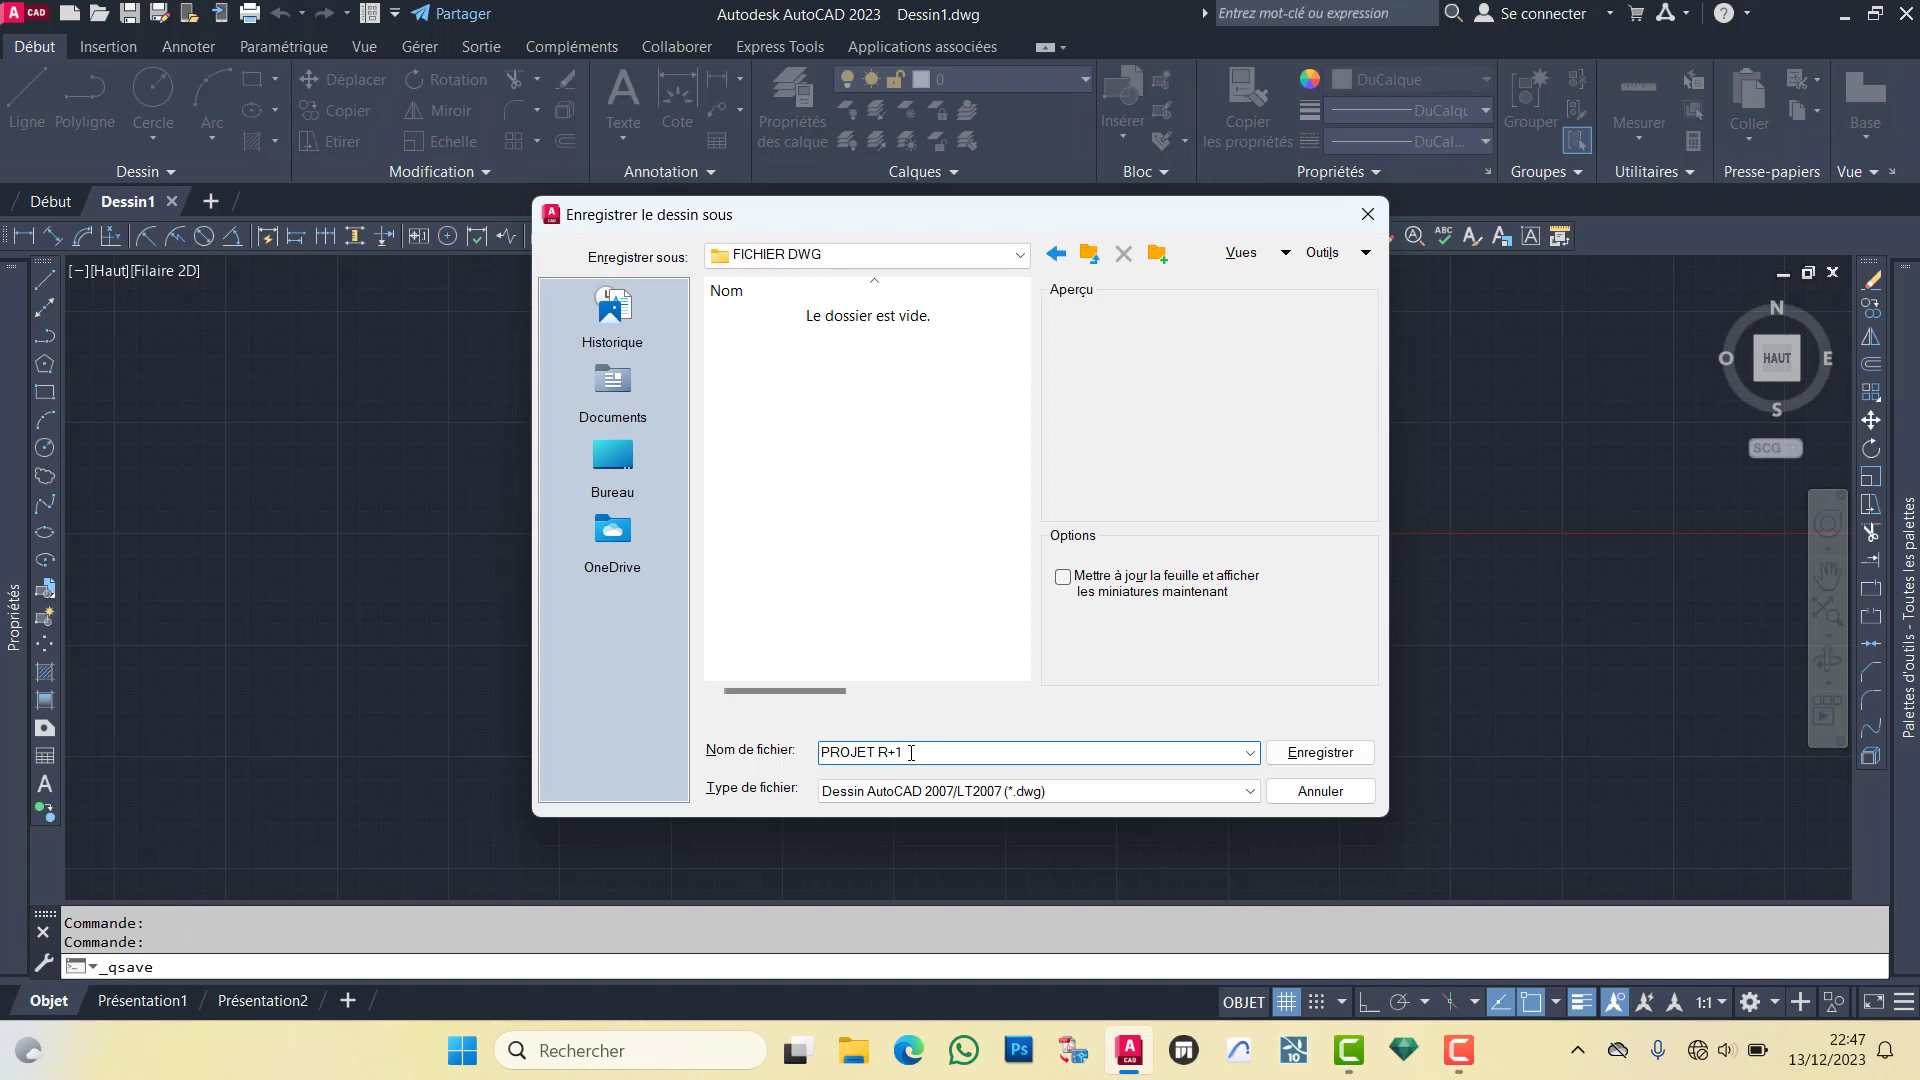 A CAD
Partager
Autodesk AutoCAD 2023 Dessin1.dwg
Entrez mot-clé ou expression
Se connecter
Début Insertion Annoter Paramétrique Vue Gérer Sortie Compléments Collaborer Express Tools Applications associées
Ligne Polyligne Cercle Arc
Déplacer Rotation
Copier Miroir
Etirer Echelle
Texte Cote
Propriétés des calque
0
Insérer
Copier les propriétés
DuCalque
DuCalqu
DuCal...
Grouper
Mesurer
Coller
Base
Dessin Modification Annotation Calques Bloc Propriétés Groupes Utilitaires Presse-papiers Vue
Début Dessin1
[−][Haut][Filaire 2D]
Enregistrer le dessin sous
Enregistrer sous: FICHIER DWG
Vues Outils
Nom
Le dossier est vide.
Historique
Documents
Bureau
OneDrive
Aperçu
Options
Mettre à jour la feuille et afficher
les miniatures maintenant
Nom de fichier: PROJET R+1 Enregistrer
Type de fichier: Dessin AutoCAD 2007/LT2007 (*.dwg) Annuler
N
O HAUT E
S
SCG
Propriétés
Palettes d'outils - Toutes les palettes
Commande:
Commande:
_qsave
Objet Présentation1 Présentation2
OBJET 1:1
Rechercher
Ps
A CAD
10
22:47
13/12/2023